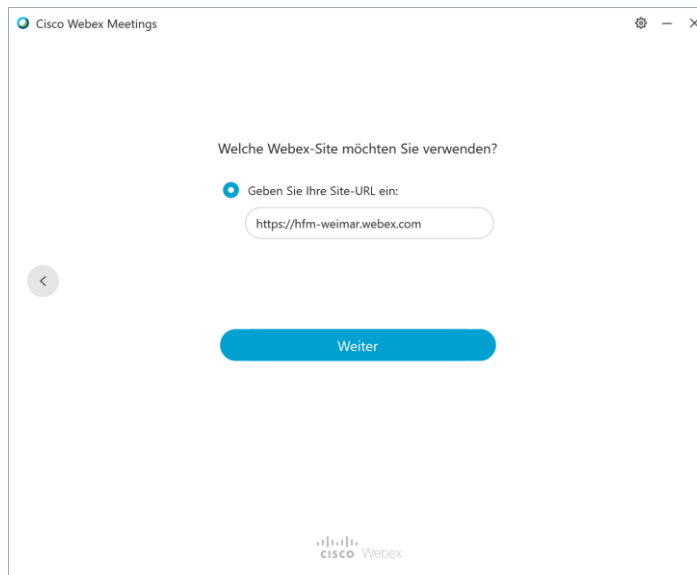 Cisco Webex Meetings
Welche Webex-Site möchten Sie verwenden?
Geben Sie Ihre Site-URL ein:
https://hfm-weimar.webex.com
Weiter
cisco Webex